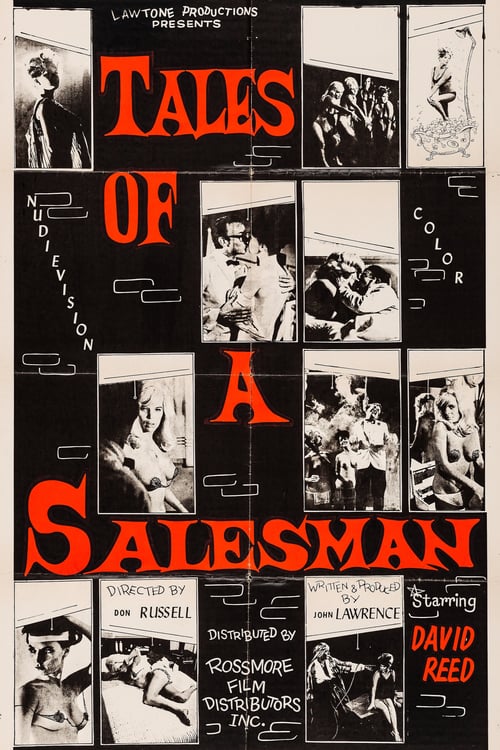 LAWTONE PRODUCTIONS
PRESENTS
TALES
OF
A
SALESMAN
NUDIEVISION
COLOR
DIRECTED BY
DON RUSSELL
DISTRIBUTED BY
ROSSMORE
FILM
DISTRIBUTORS
INC.
WRITTEN & PRODUCED
BY
JOHN LAWRENCE
Starring
DAVID
REED